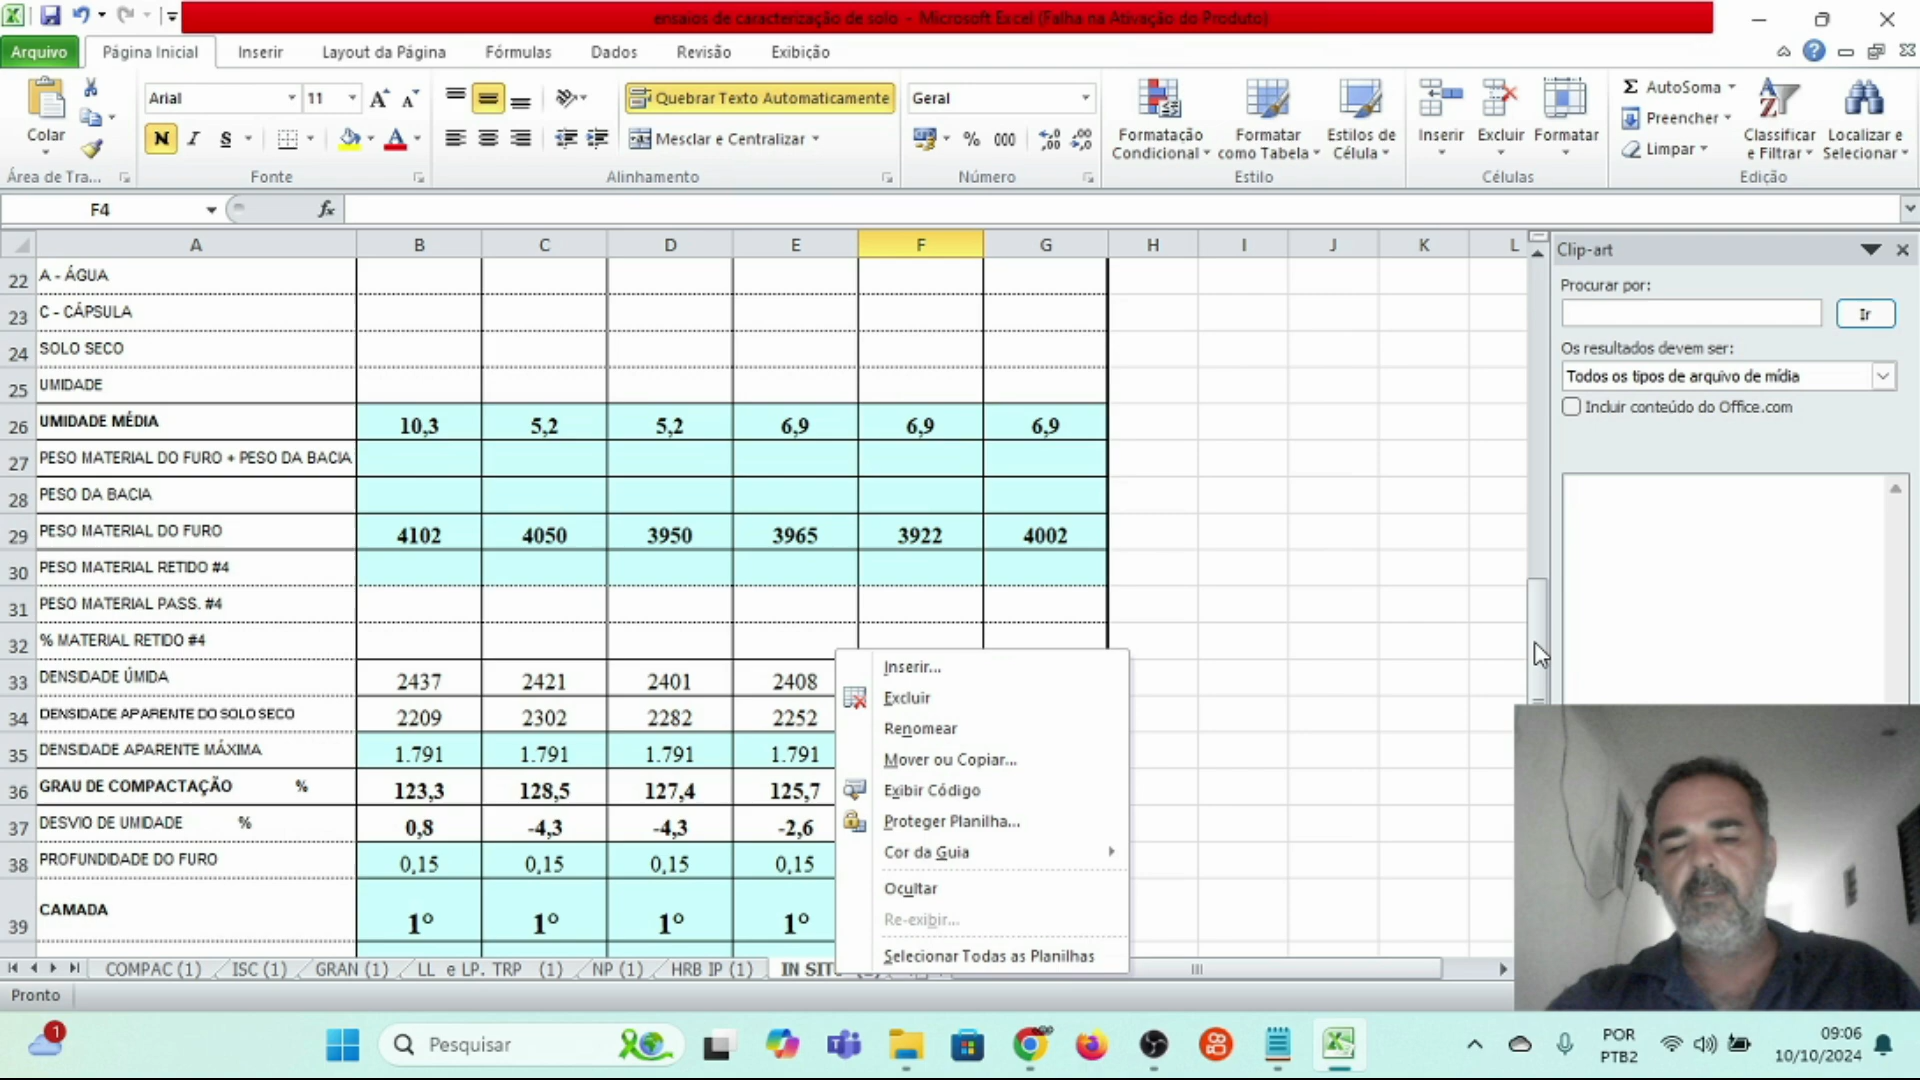 ensaios de caracterização de solo - Microsoft Excel (Falha na Ativação do Produto)
Arquivo Página Inicial Inserir Layout da Página Fórmulas Dados Revisão Exibição
Arial 11 Quebrar Texto Automaticamente Geral AutoSoma
Colar N I S Mesclar e Centralizar % 000 Formatação Condicional Formatar como Tabela Estilos de Célula Inserir Excluir Formatar Preencher Classificar e Filtrar Localizar e Selecionar
Limpar
Área de Tra... Fonte Alinhamento Número Estilo Células Edição
F4 fx
A B C D E F G H I J K L
22 A - ÁGUA
23 C - CÁPSULA
24 SOLO SECO
25 UMIDADE
26 UMIDADE MÉDIA 10,3 5,2 5,2 6,9 6,9 6,9
27 PESO MATERIAL DO FURO + PESO DA BACIA
28 PESO DA BACIA
29 PESO MATERIAL DO FURO 4102 4050 3950 3965 3922 4002
30 PESO MATERIAL RETIDO #4
31 PESO MATERIAL PASS. #4
32 % MATERIAL RETIDO #4
33 DENSIDADE ÚMIDA 2437 2421 2401 2408
34 DENSIDADE APARENTE DO SOLO SECO 2209 2302 2282 2252
35 DENSIDADE APARENTE MÁXIMA 1.791 1.791 1.791 1.791
36 GRAU DE COMPACTAÇÃO % 123,3 128,5 127,4 125,7
37 DESVIO DE UMIDADE % 0,8 -4,3 -4,3 -2,6
38 PROFUNDIDADE DO FURO 0,15 0,15 0,15 0,15
39 CAMADA 1° 1° 1° 1°
Inserir...
Excluir
Renomear
Mover ou Copiar...
Exibir Código
Proteger Planilha...
Cor da Guia
Ocultar
Re-exibir...
Selecionar Todas as Planilhas
Clip-art
Procurar por:
Ir
Os resultados devem ser:
Todos os tipos de arquivo de mídia
Incluir conteúdo do Office.com
COMPAC (1) ISC (1) GRAN (1) LL e LP. TRP (1) NP (1) HRB IP (1) IN SIT
Pronto
1 Pesquisar POR PTB2 09:06 10/10/2024